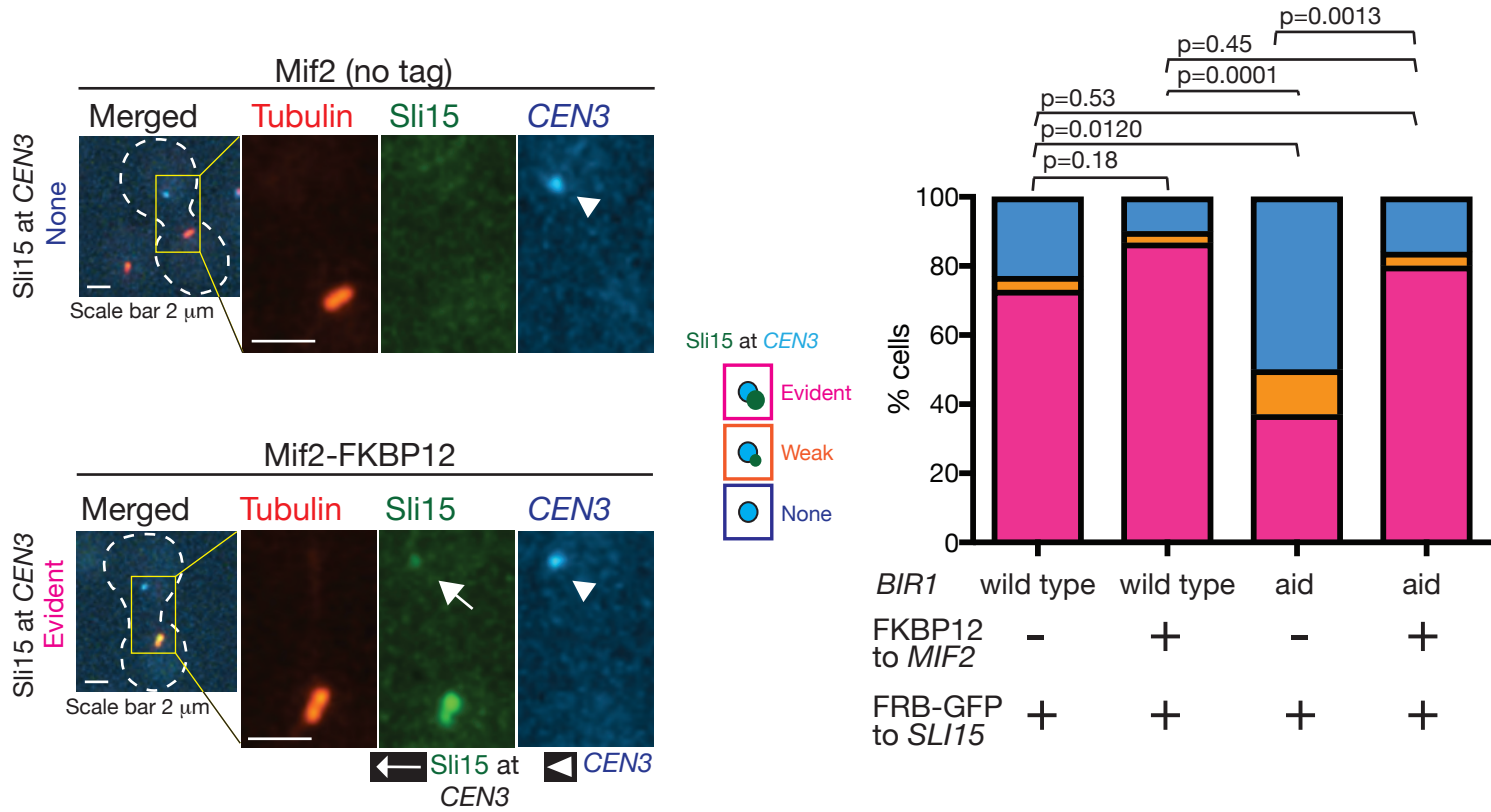 Mif2 (no tag)
Merged Tubulin Sli15 CEN3
Sli15 at CEN3
None
Scale bar 2 μm
Mif2-FKBP12
Merged Tubulin Sli15 CEN3
Sli15 at CEN3
Evident
Scale bar 2 μm
Sli15 at
CEN3
CEN3
Sli15 at CEN3
Evident
Weak
None
p=0.0013
p=0.45
p=0.0001
p=0.53
p=0.0120
p=0.18
% cells
100
80
60
40
20
0
BIR1 wild type wild type aid aid
FKBP12
to MIF2 - + - +
FRB-GFP
to SLI15 + + + +